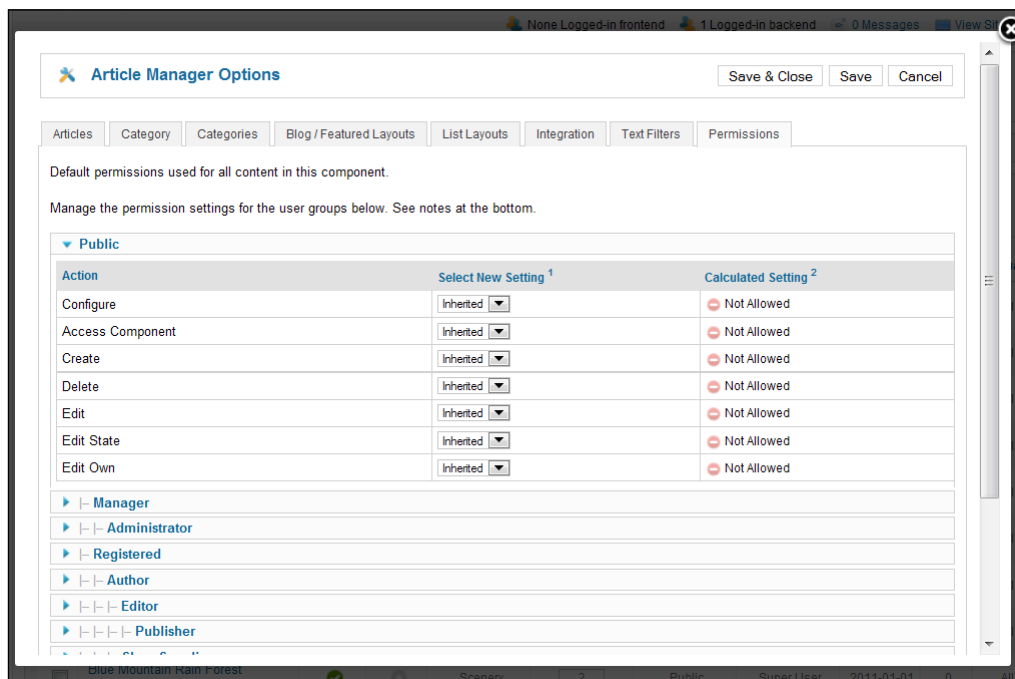 None Logged-in frontend 1 Logged-in backend 0 Messages View Sit
Article Manager Options Save & Close Save Cancel
Articles Category Categories Blog / Featured Layouts List Layouts Integration Text Filters Permissions
Default permissions used for all content in this component.
Manage the permission settings for the user groups below. See notes at the bottom.
Public
Action Select New Setting 1 Calculated Setting 2
Configure Inherited Not Allowed
Access Component Inherited Not Allowed
Create Inherited Not Allowed
Delete Inherited Not Allowed
Edit Inherited Not Allowed
Edit State Inherited Not Allowed
Edit Own Inherited Not Allowed
|– Manager
|– |– Administrator
|– Registered
|– |– Author
|– |– |– Editor
|– |– |– |– Publisher
Blue Mountain Rain Forest Scenery 2 Public Super User 2011-01-01 0 All